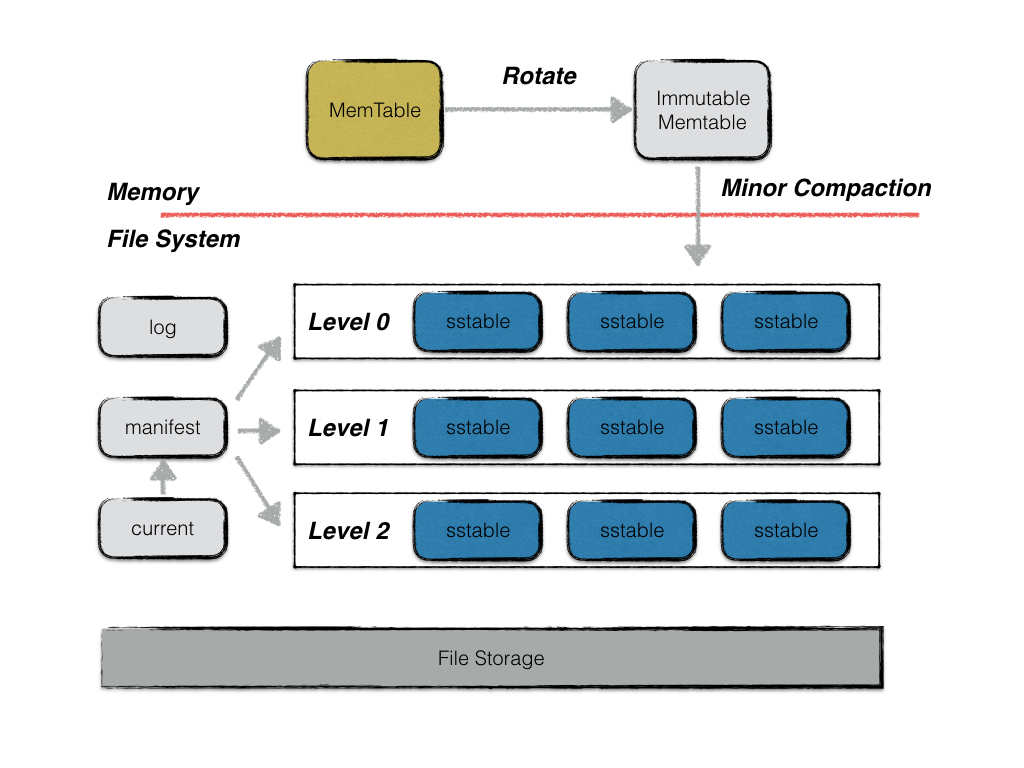 Rotate
MemTable
Immutable
Memtable
Memory
Minor Compaction
File System
log
Level 0
sstable
sstable
sstable
manifest
Level 1
sstable
sstable
sstable
current
Level 2
sstable
sstable
sstable
File Storage